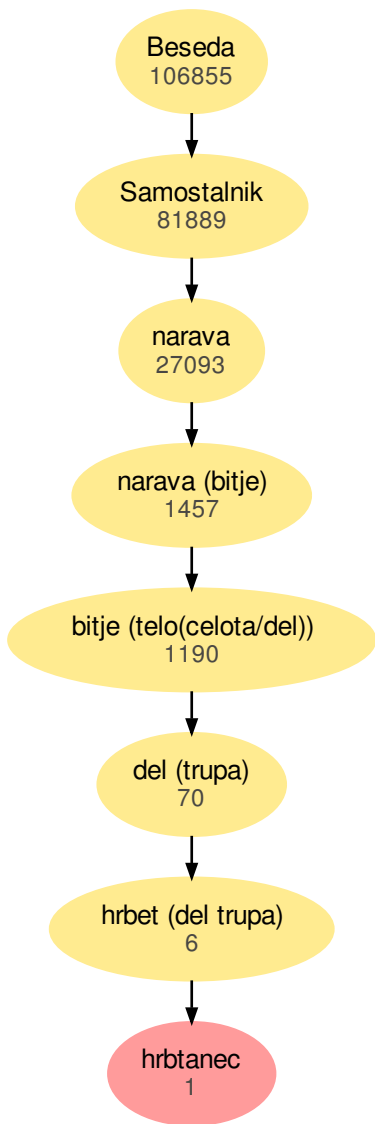 Beseda
106855
Samostalnik
81889
narava
27093
narava (bitje)
1457
bitje (telo(celota/del))
1190
del (trupa)
70
hrbet (del trupa)
6
hrbtanec
1